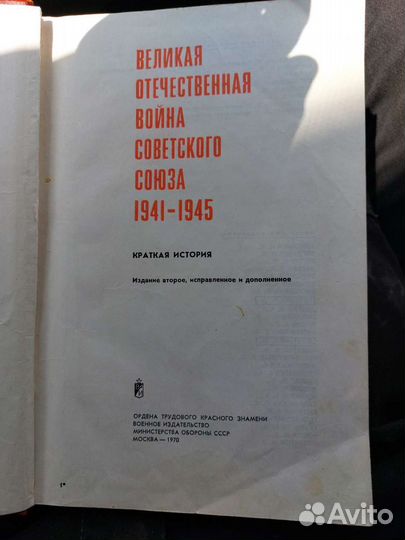 ВЕЛИКАЯ
ОТЕЧЕСТВЕННАЯ
ВОЙНА
СОВЕТСКОГО
СОЮЗА
1941-1945
КРАТКАЯ ИСТОРИЯ
Издание второе, исправленное и дополненное
ОРДЕНА ТРУДОВОГО КРАСНОГО ЗНАМЕНИ
ВОЕННОЕ ИЗДАТЕЛЬСТВО
МИНИСТЕРСТВА ОБОРОНЫ СССР
МОСКВА — 1970
1*
Avito